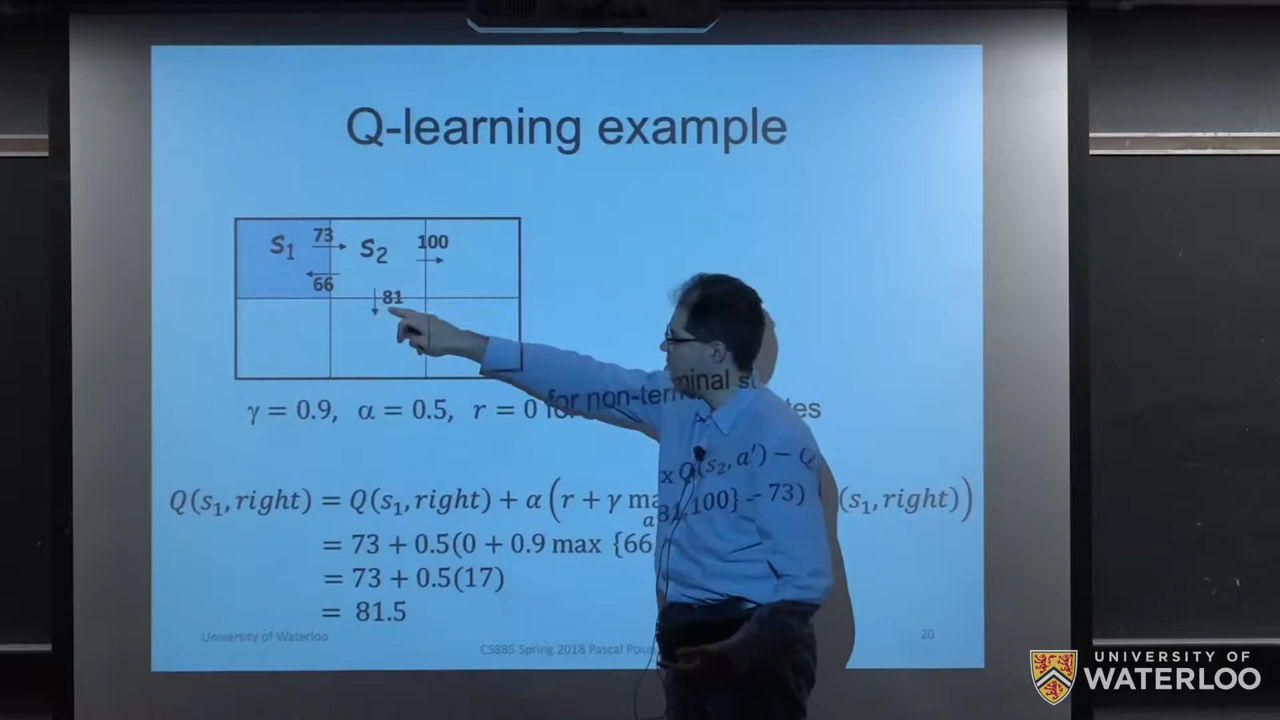 Q-learning example
s₁ 73 s₂ 100
66
81
γ = 0.9, α = 0.5, r = 0 for non-terminal states
Q(s₁, right) = Q(s₁, right) + α (r + γ max Q(s₂, a′) − Q(s₁, right))
a
= 73 + 0.5(0 + 0.9 max {66, 81,100} − 73)
= 73 + 0.5(17)
= 81.5
University of Waterloo
CS885 Spring 2018 Pascal
20
UNIVERSITY OF
WATERLOO